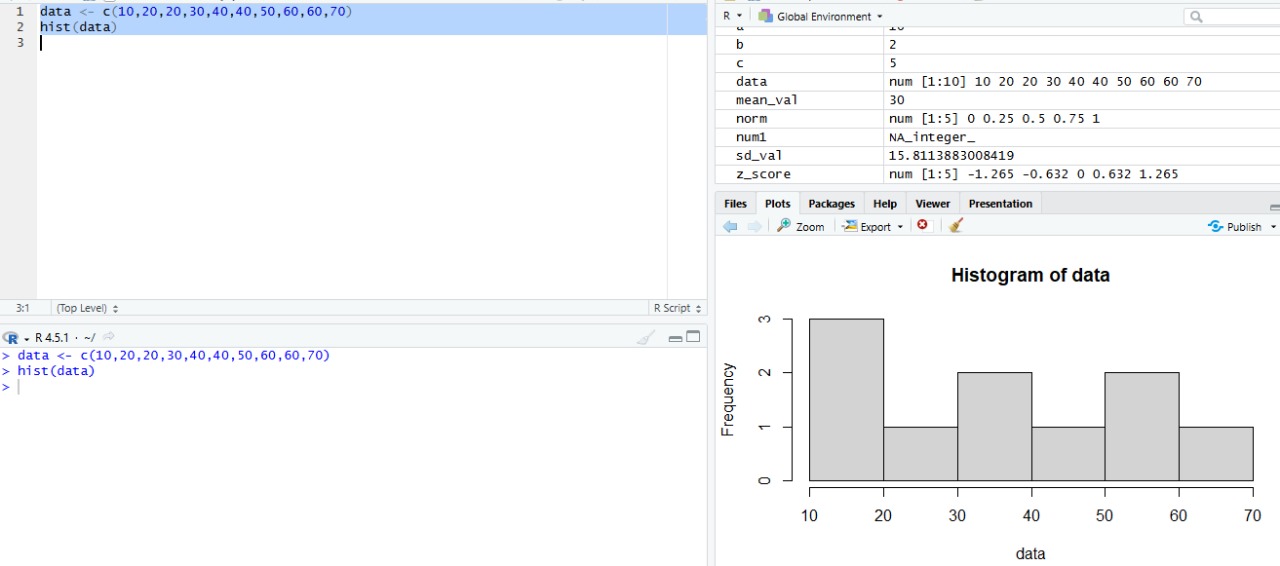 1 data <- c(10,20,20,30,40,40,50,60,60,70)
2 hist(data)
3
3:1 (Top Level) R Script
R 4.5.1 · ~/
> data <- c(10,20,20,30,40,40,50,60,60,70)
> hist(data)
>
R Global Environment
b 2
c 5
data num [1:10] 10 20 20 30 40 40 50 60 60 70
mean_val 30
norm num [1:5] 0 0.25 0.5 0.75 1
num1 NA_integer_
sd_val 15.8113883008419
z_score num [1:5] -1.265 -0.632 0 0.632 1.265
Files Plots Packages Help Viewer Presentation
Zoom Export Publish
Histogram of data
Frequency
3
2
1
0
10 20 30 40 50 60 70
data